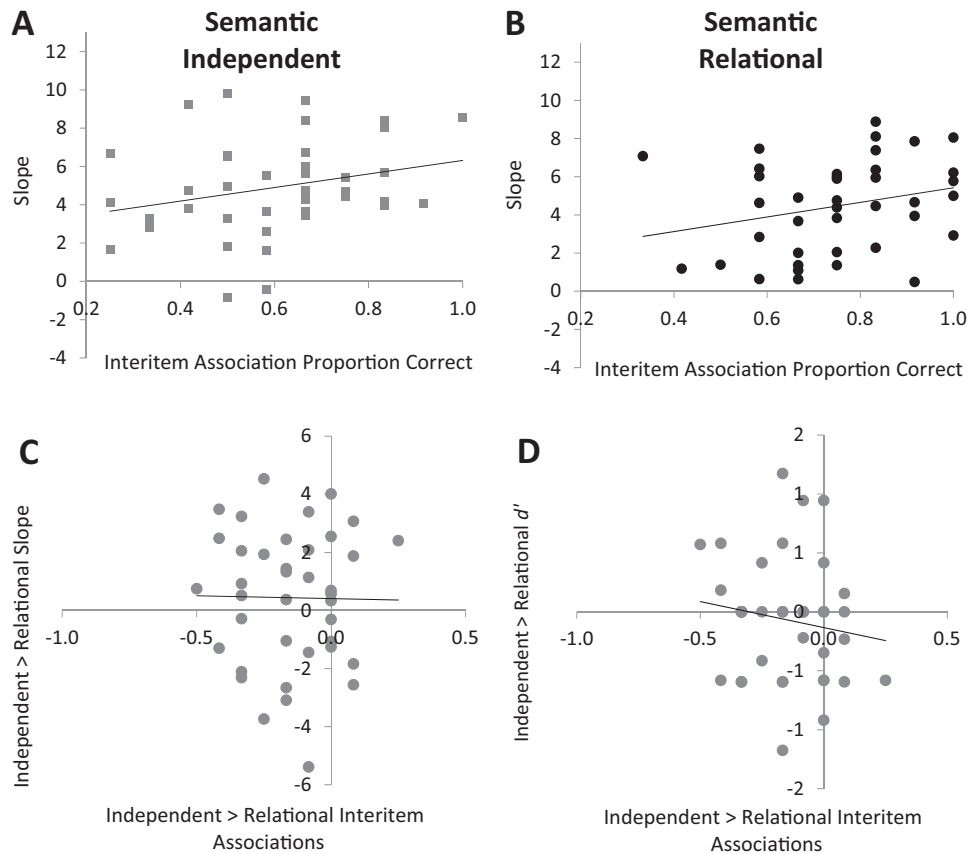 A
Semantic
Independent
12
10
8
6
4
2
0
-2
-4
0.2
0.4
0.6
0.8
1.0
Slope
Interitem Association Proportion Correct
B
Semantic
Relational
12
10
8
6
4
2
0
-2
-4
0.2
0.4
0.6
0.8
1.0
Slope
Interitem Association Proportion Correct
C
6
4
2
0
-2
-4
-6
-1.0
-0.5
0.0
0.5
Independent > Relational Slope
Independent > Relational Interitem
Associations
D
2
1
1
0
-1
-1
-2
-1.0
-0.5
0.0
0.5
Independent > Relational d'
Independent > Relational Interitem
Associations